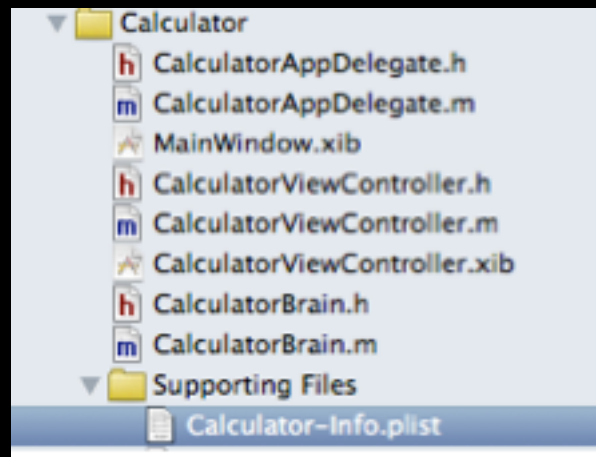 Calculator
h CalculatorAppDelegate.h
m CalculatorAppDelegate.m
MainWindow.xib
h CalculatorViewController.h
m CalculatorViewController.m
CalculatorViewController.xib
h CalculatorBrain.h
m CalculatorBrain.m
Supporting Files
Calculator-Info.plist